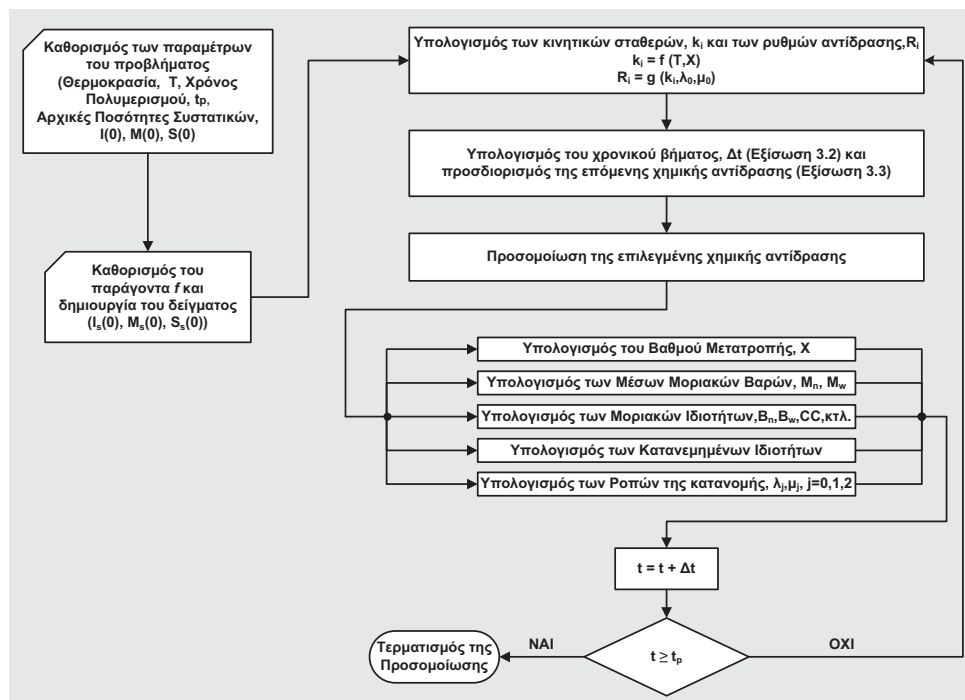 Καθορισμός των παραμέτρων
του προβλήματος
(Θερμοκρασία, T, Χρόνος
Πολυμερισμού, tp,
Αρχικές Ποσότητες Συστατικών,
I(0), M(0), S(0)
Καθορισμός του
παράγοντα f και
δημιουργία του δείγματος
(Is(0), Ms(0), Ss(0))
Υπολογισμός των κινητικών σταθερών, ki και των ρυθμών αντίδρασης,Ri
ki = f (T,X)
Ri = g (ki,λ0,μ0)
Υπολογισμός του χρονικού βήματος, Δt (Εξίσωση 3.2) και
προσδιορισμός της επόμενης χημικής αντίδρασης (Εξίσωση 3.3)
Προσομοίωση της επιλεγμένης χημικής αντίδρασης
Υπολογισμός του Βαθμού Μετατροπής, X
Υπολογισμός των Μέσων Μοριακών Βαρών, Mn, Mw
Υπολογισμός των Μοριακών Ιδιοτήτων,Bn,Bw,CC,κτλ.
Υπολογισμός των Κατανεμημένων Ιδιοτήτων
Υπολογισμός των Ροπών της κατανομής, λj,μj, j=0,1,2
t = t + Δt
t ≥ tp
ΝΑΙ
ΟΧΙ
Τερματισμός της
Προσομοίωσης